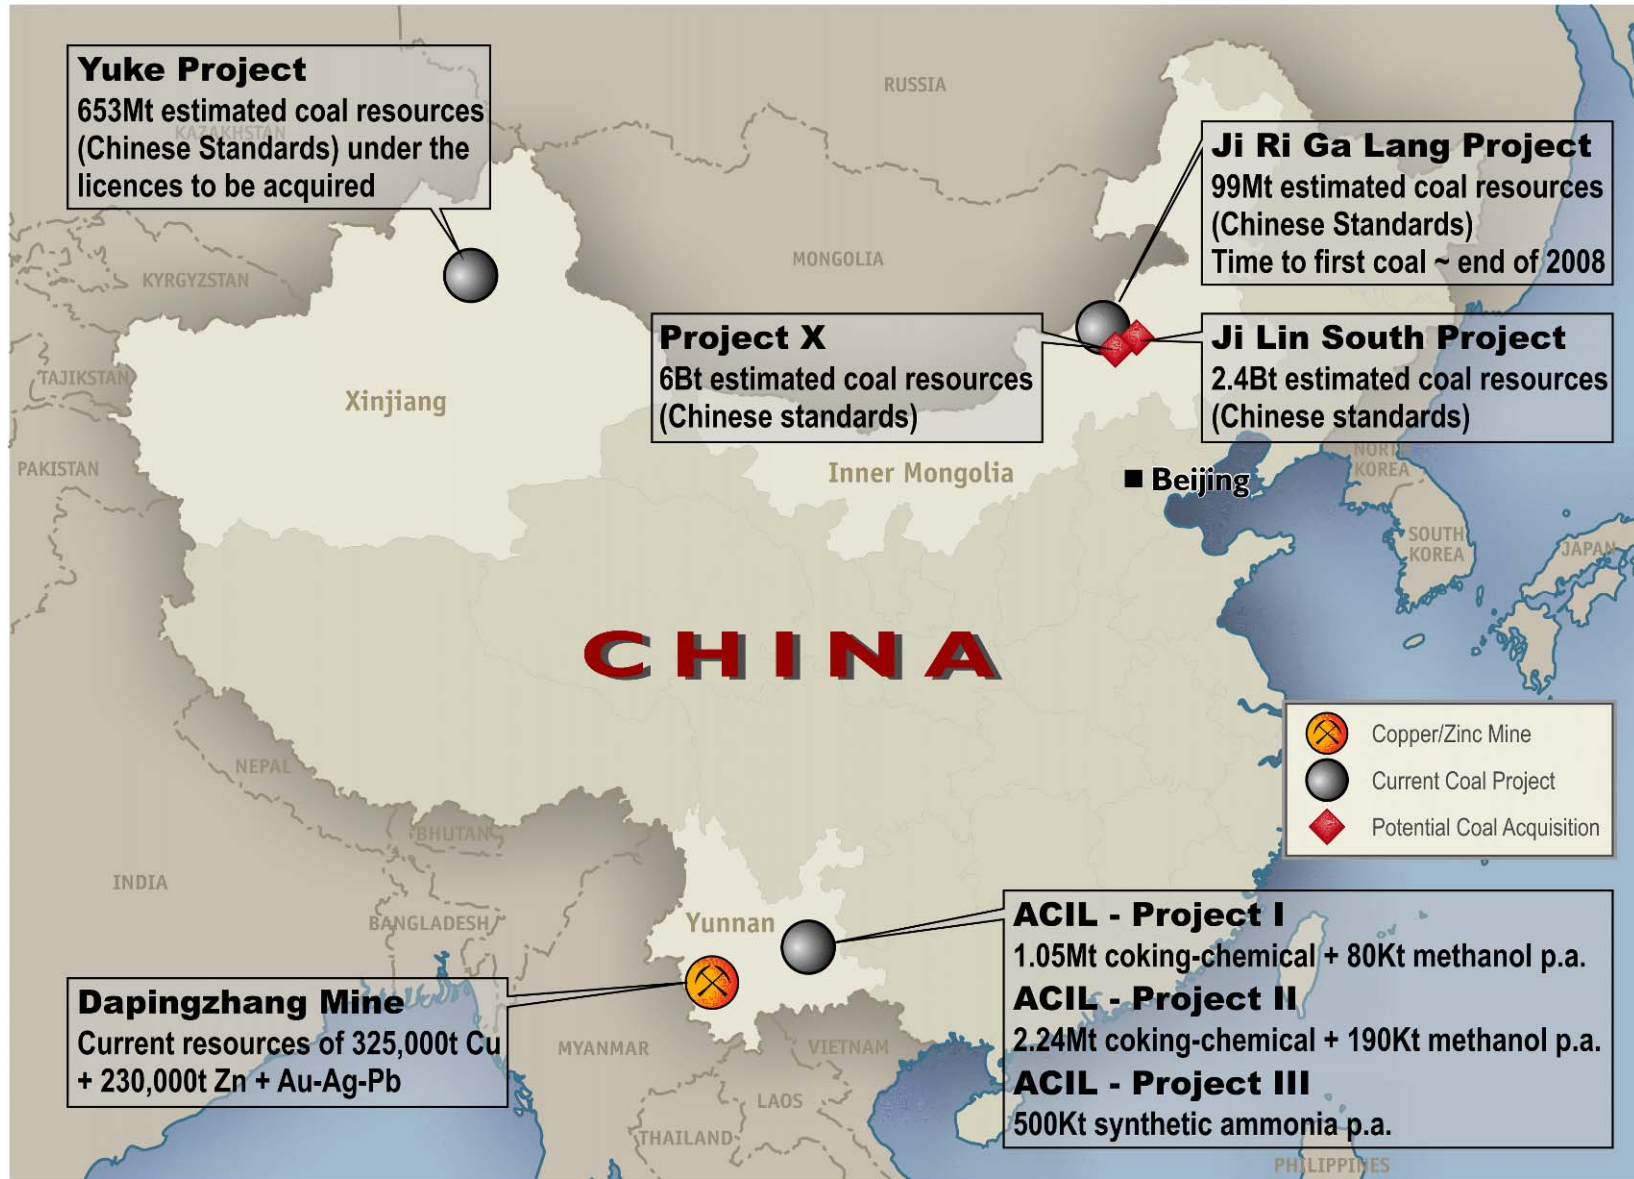 Yuke Project
653Mt estimated coal resources
(Chinese Standards) under the
licences to be acquired
KAZAKHSTAN
RUSSIA
Ji Ri Ga Lang Project
99Mt estimated coal resources
(Chinese Standards)
Time to first coal ~ end of 2008
MONGOLIA
KYRGYZSTAN
Project X
6Bt estimated coal resources
(Chinese standards)
Ji Lin South Project
2.4Bt estimated coal resources
(Chinese standards)
TAJIKSTAN
Xinjiang
PAKISTAN
Inner Mongolia
Beijing
NORTH
KOREA
SOUTH
KOREA
JAPAN
CHINA
Copper/Zinc Mine
Current Coal Project
Potential Coal Acquisition
NEPAL
BHUTAN
INDIA
BANGLADESH
Yunnan
ACIL - Project I
1.05Mt coking-chemical + 80Kt methanol p.a.
ACIL - Project II
2.24Mt coking-chemical + 190Kt methanol p.a.
ACIL - Project III
500Kt synthetic ammonia p.a.
Dapingzhang Mine
Current resources of 325,000t Cu
+ 230,000t Zn + Au-Ag-Pb
MYANMAR
VIETNAM
LAOS
THAILAND
PHILIPPINES